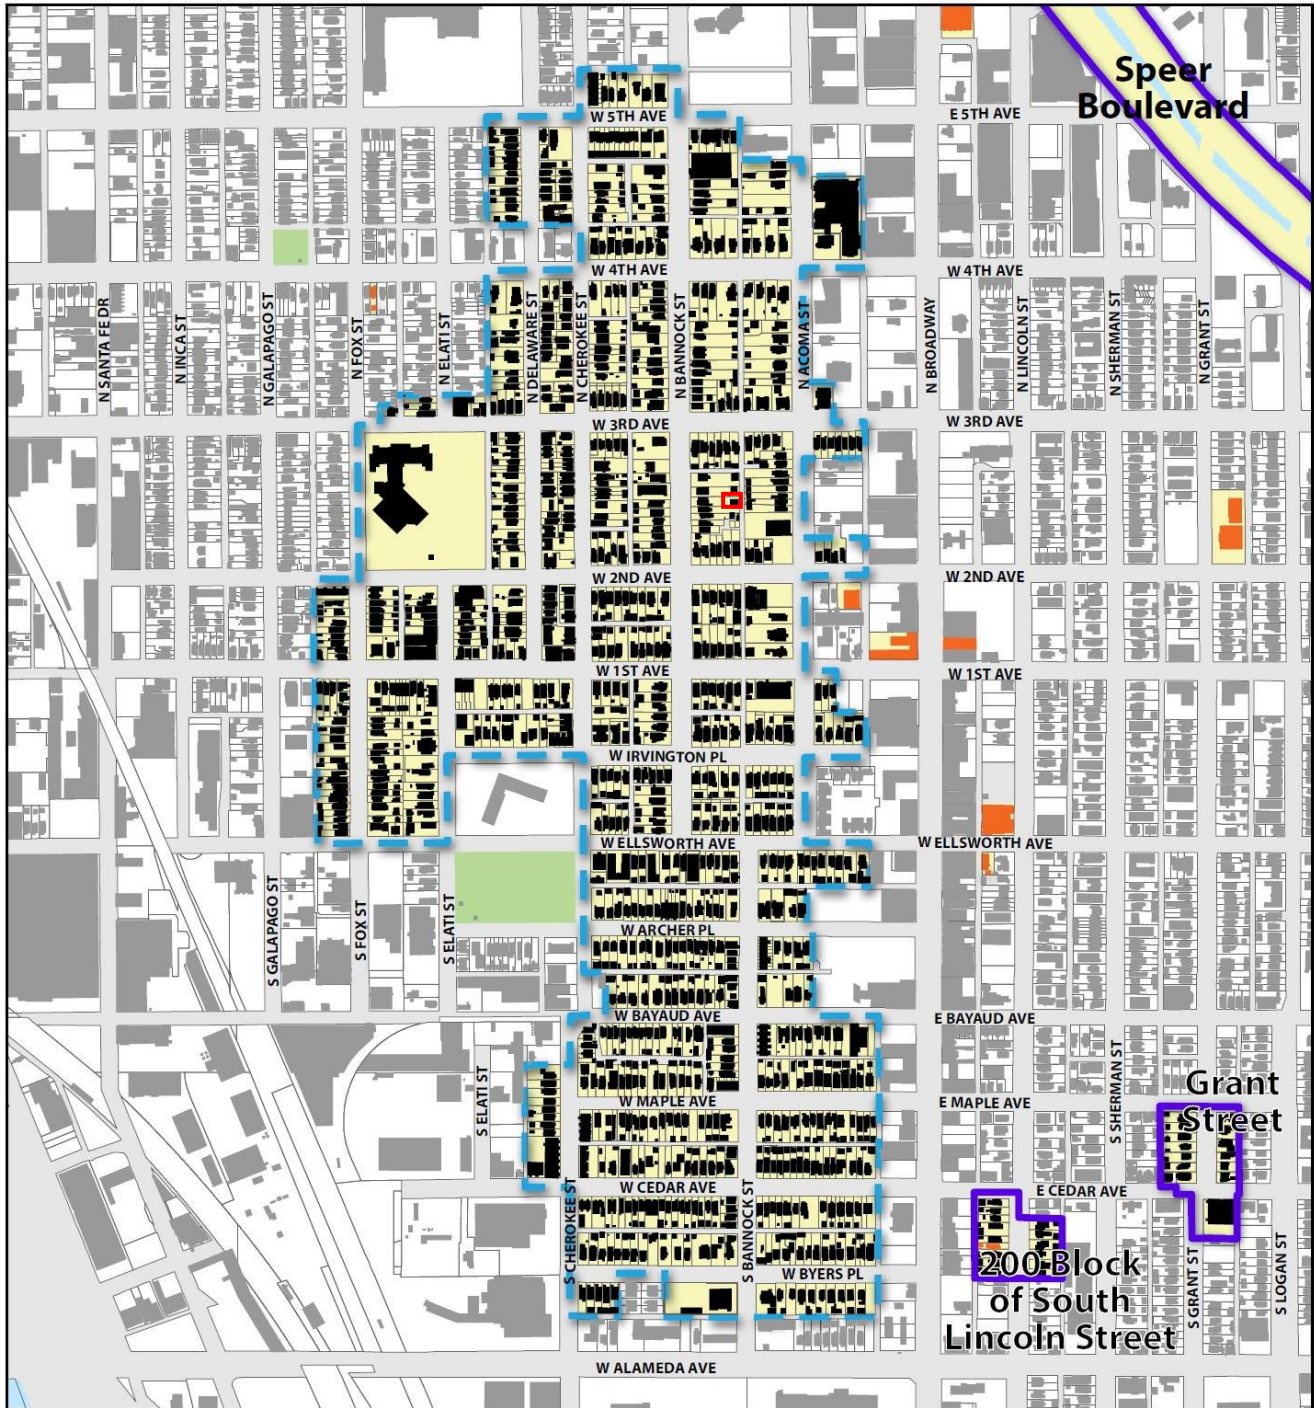 Speer
Boulevard
W 5TH AVE
E 5TH AVE
W 4TH AVE
W 4TH AVE
N SANTA FE DR
N INCA ST
N GALAPAGO ST
N FOX ST
N ELATI ST
N DELAWARE ST
N CHEROKEE ST
N BANNOCK ST
N ACOMA ST
N BROADWAY
N LINCOLN ST
N SHERMAN ST
N GRANT ST
W 3RD AVE
W 3RD AVE
W 2ND AVE
W 2ND AVE
W 1ST AVE
W 1ST AVE
W IRVINGTON PL
W ELLSWORTH AVE
W ELLSWORTH AVE
S GALAPAGO ST
S FOX ST
S ELATI ST
W ARCHER PL
W BAYAUD AVE
E BAYAUD AVE
S ELATI ST
W MAPLE AVE
E MAPLE AVE
S SHERMAN ST
Grant
Street
W CEDAR AVE
E CEDAR AVE
S CHEROKEE ST
S BANNOCK ST
W BYERS PL
200 Block
of South
Lincoln Street
S GRANT ST
S LOGAN ST
W ALAMEDA AVE